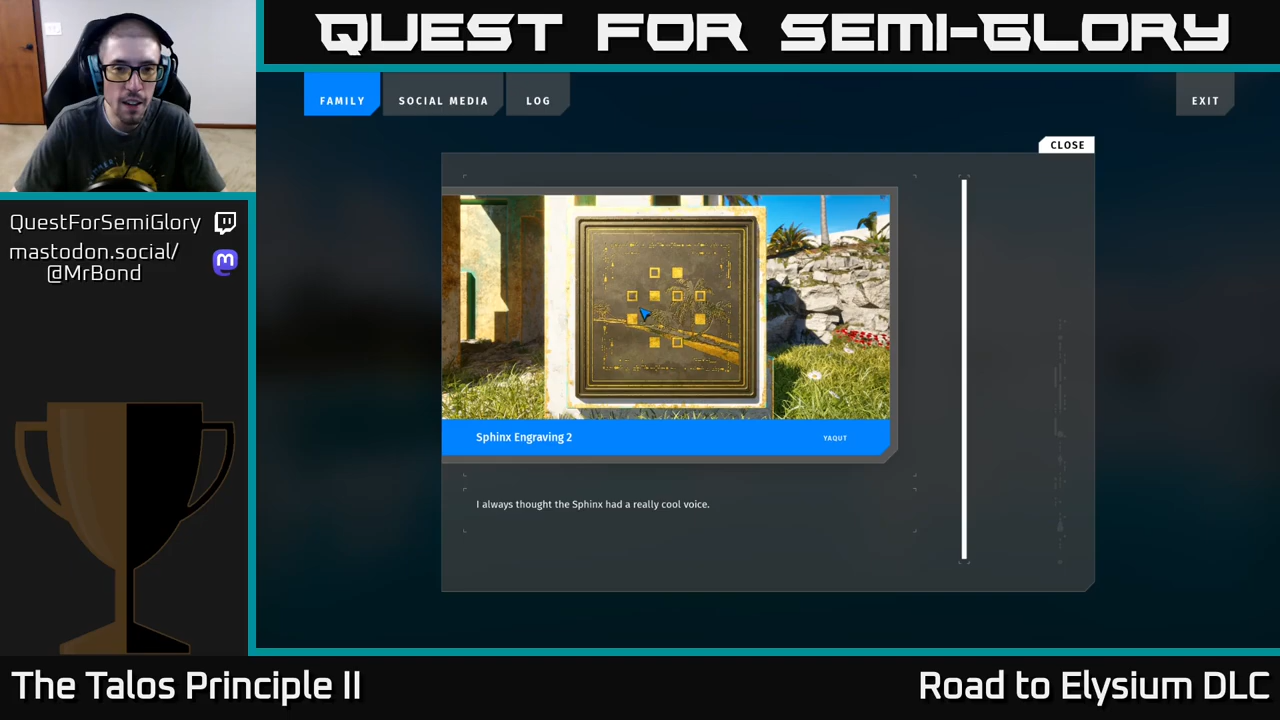 QUEST FOR SEMI-GLORY
FAMILY
SOCIAL MEDIA
LOG
EXIT
CLOSE
QuestForSemiGlory
mastodon.social/
@MrBond
Sphinx Engraving 2
YAQUT
I always thought the Sphinx had a really cool voice.
The Talos Principle II
Road to Elysium DLC